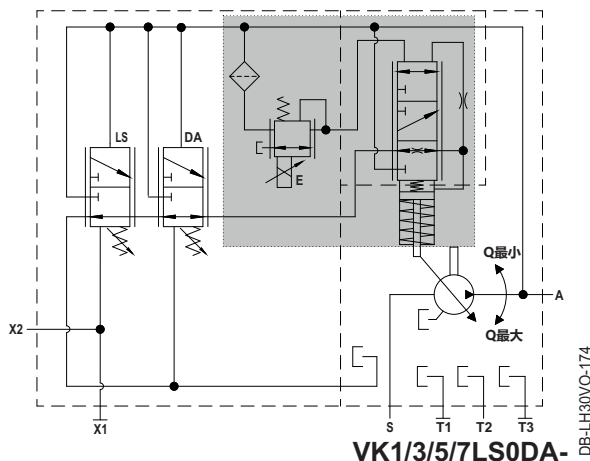 LS
DA
E
Q最小
A
X2
Q最大
X1
S
T1
T2
T3
VK1/3/5/7LS0DA-
DB-LH30VO-174